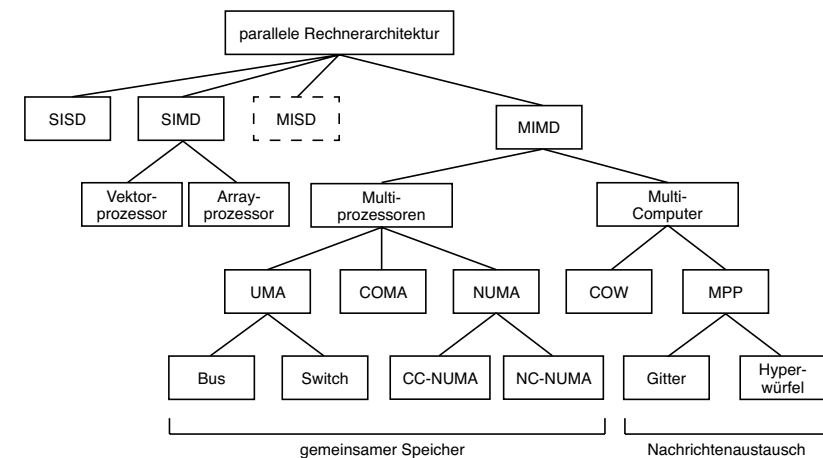 parallele Rechnerarchitektur
SISD
SIMD
MISD
MIMD
Vektor-
prozessor
Array-
prozessor
Multi-
prozessoren
Multi-
Computer
UMA
COMA
NUMA
COW
MPP
Bus
Switch
CC-NUMA
NC-NUMA
Gitter
Hyper-
würfel
gemeinsamer Speicher
Nachrichtenaustausch